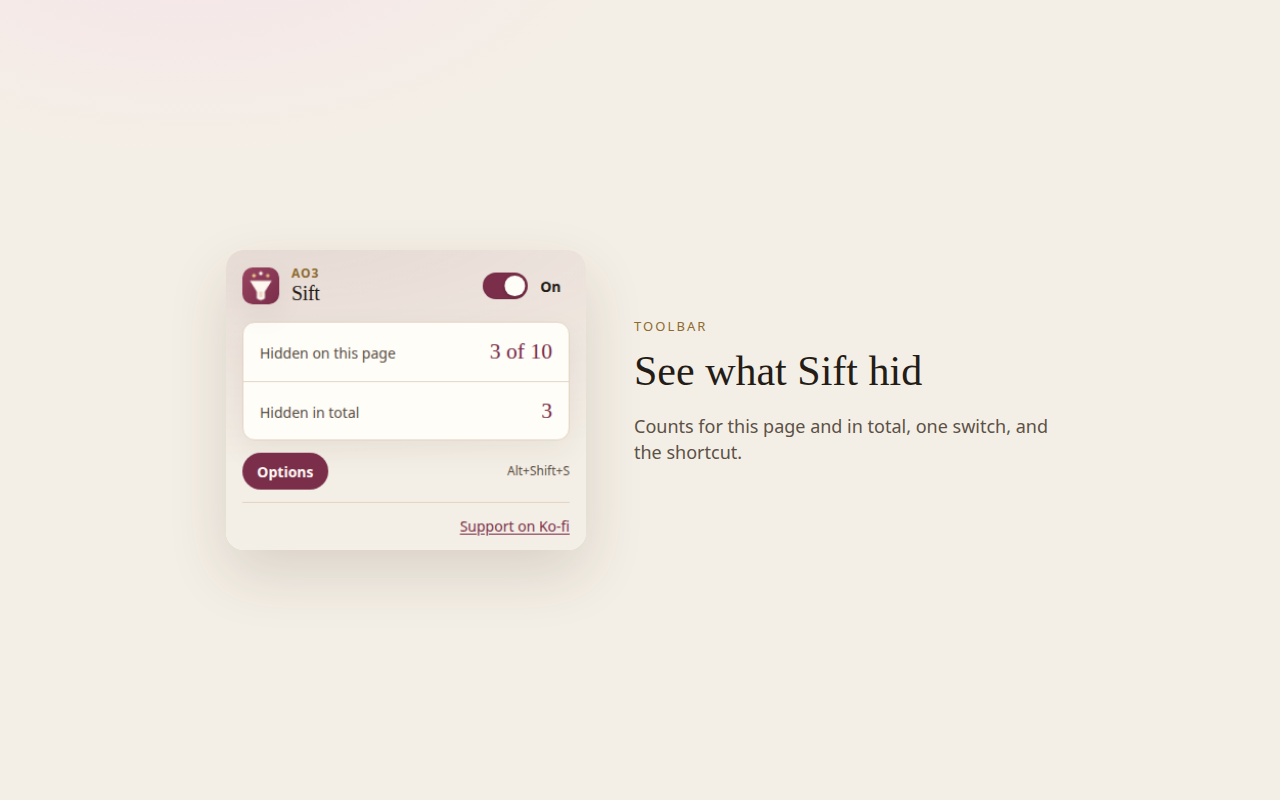 AO3
Sift
On
Hidden on this page
3 of 10
Hidden in total
3
Options
Alt+Shift+S
Support on Ko-fi
TOOLBAR
See what Sift hid
Counts for this page and in total, one switch, and
the shortcut.